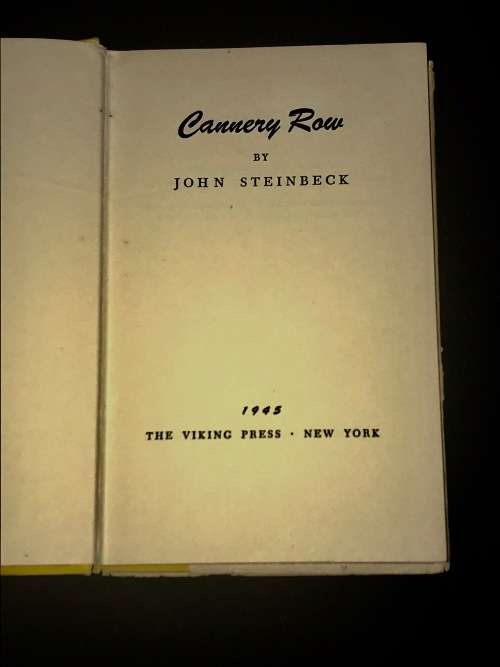 Cannery Row
BY
JOHN STEINBECK
1945
THE VIKING PRESS · NEW YORK